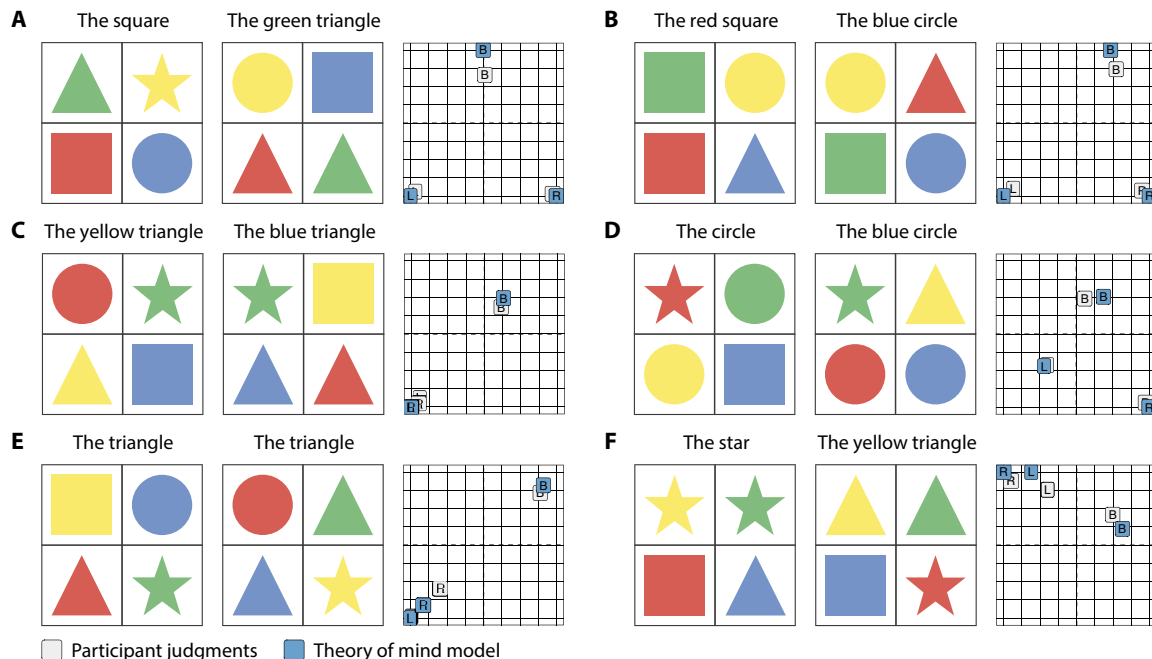 A The square The green triangle
B
B
L
R
B The red square The blue circle
B
B
L L
R R
C The yellow triangle The blue triangle
B
B
R
D The circle The blue circle
B B
L
R
E The triangle The triangle
B
B
R
R
L
F The star The yellow triangle
R L
R L
B
B
Participant judgments Theory of mind model